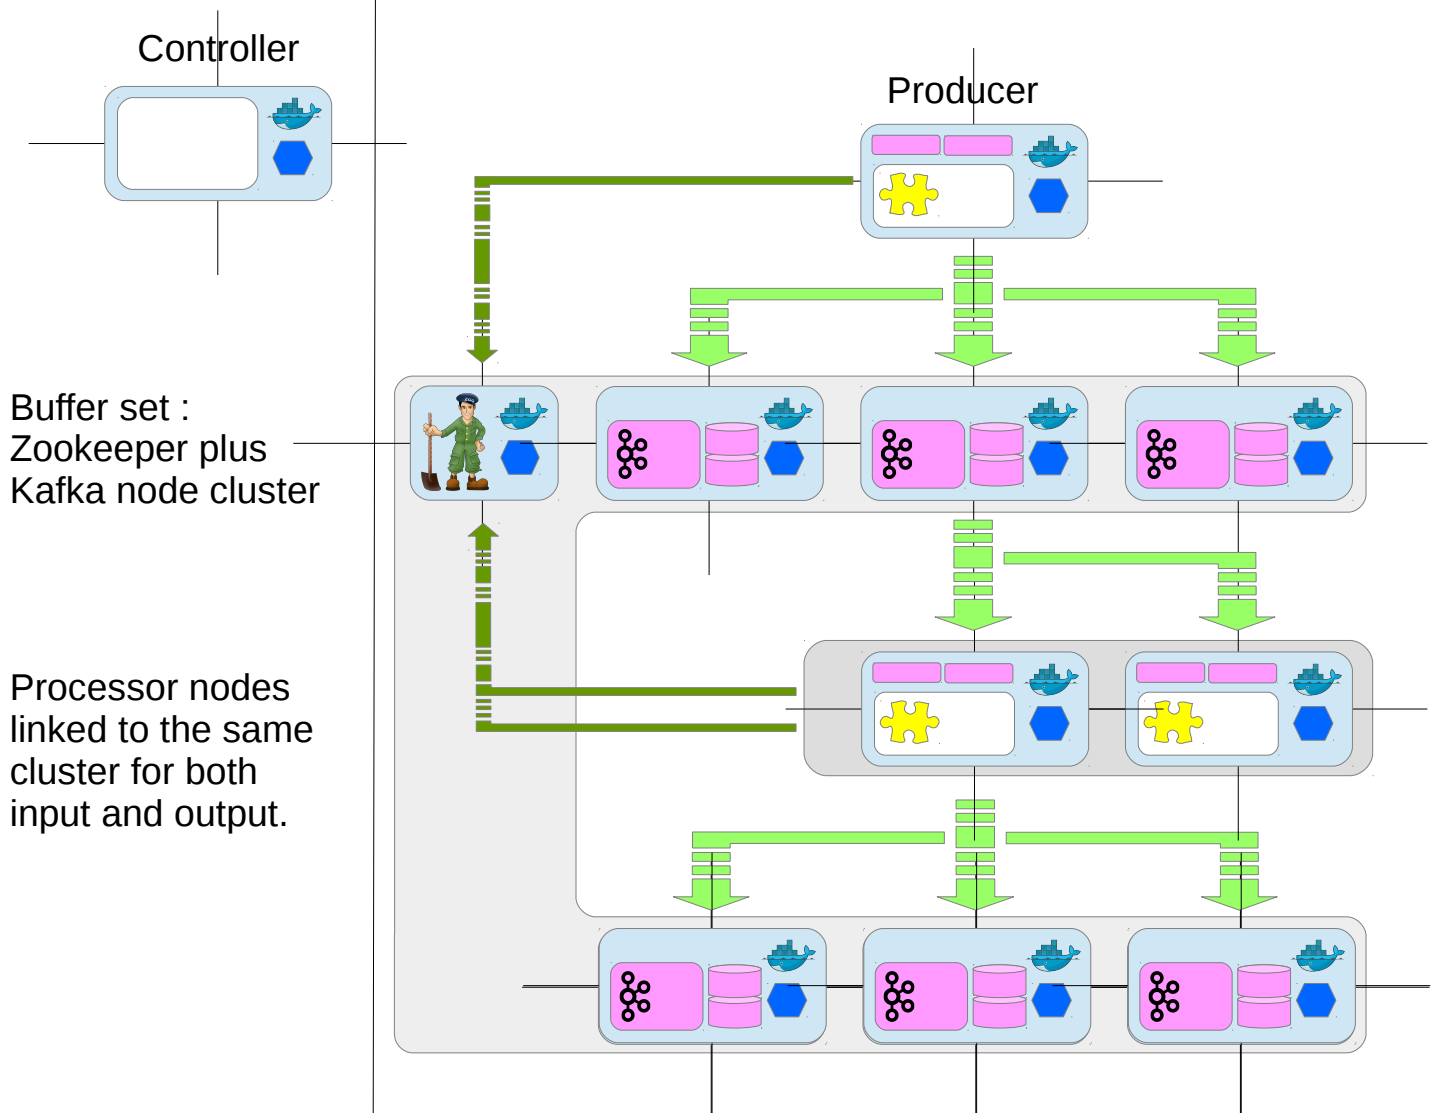 Controller
Producer
Buffer set :
Zookeeper plus
Kafka node cluster
Processor nodes
linked to the same
cluster for both
input and output.